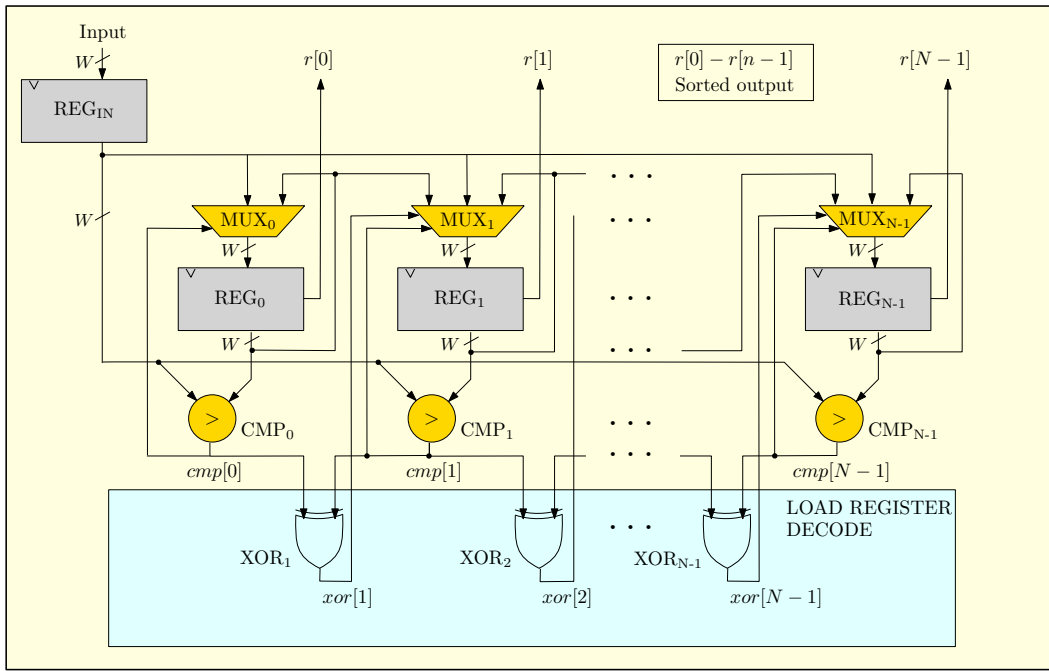 Input
W
REG_IN
r[0]
r[1]
r[0] − r[n − 1]
Sorted output
r[N − 1]
W
MUX_0
MUX_1
MUX_N-1
· · ·
· · ·
W
W
W
REG_0
REG_1
· · ·
REG_N-1
W
W
· · ·
W
>
CMP_0
>
CMP_1
· · ·
>
CMP_N-1
· · ·
cmp[0]
cmp[1]
cmp[N − 1]
LOAD REGISTER
DECODE
· · ·
XOR_1
XOR_2
XOR_N-1
xor[1]
xor[2]
xor[N − 1]